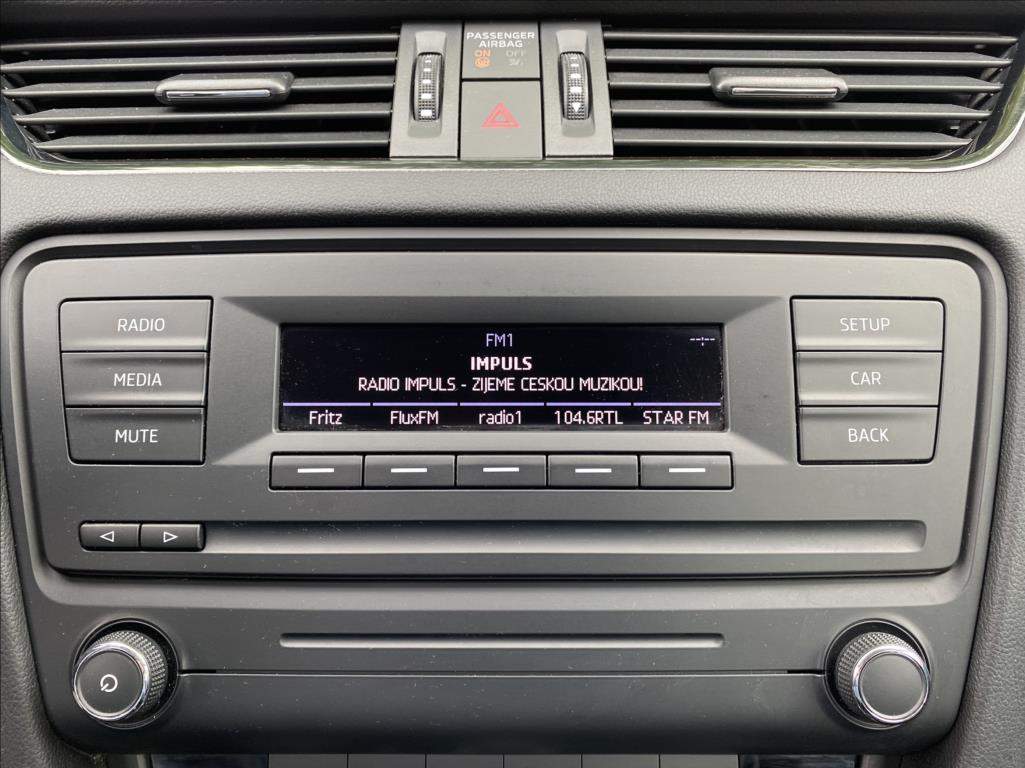 PASSENGER
AIRBAG
ON OFF
RADIO
MEDIA
MUTE
FM1 --:--
IMPULS
RADIO IMPULS - ZIJEME CESKOU MUZIKOU!
Fritz FluxFM radio1 104.6RTL STAR FM
SETUP
CAR
BACK